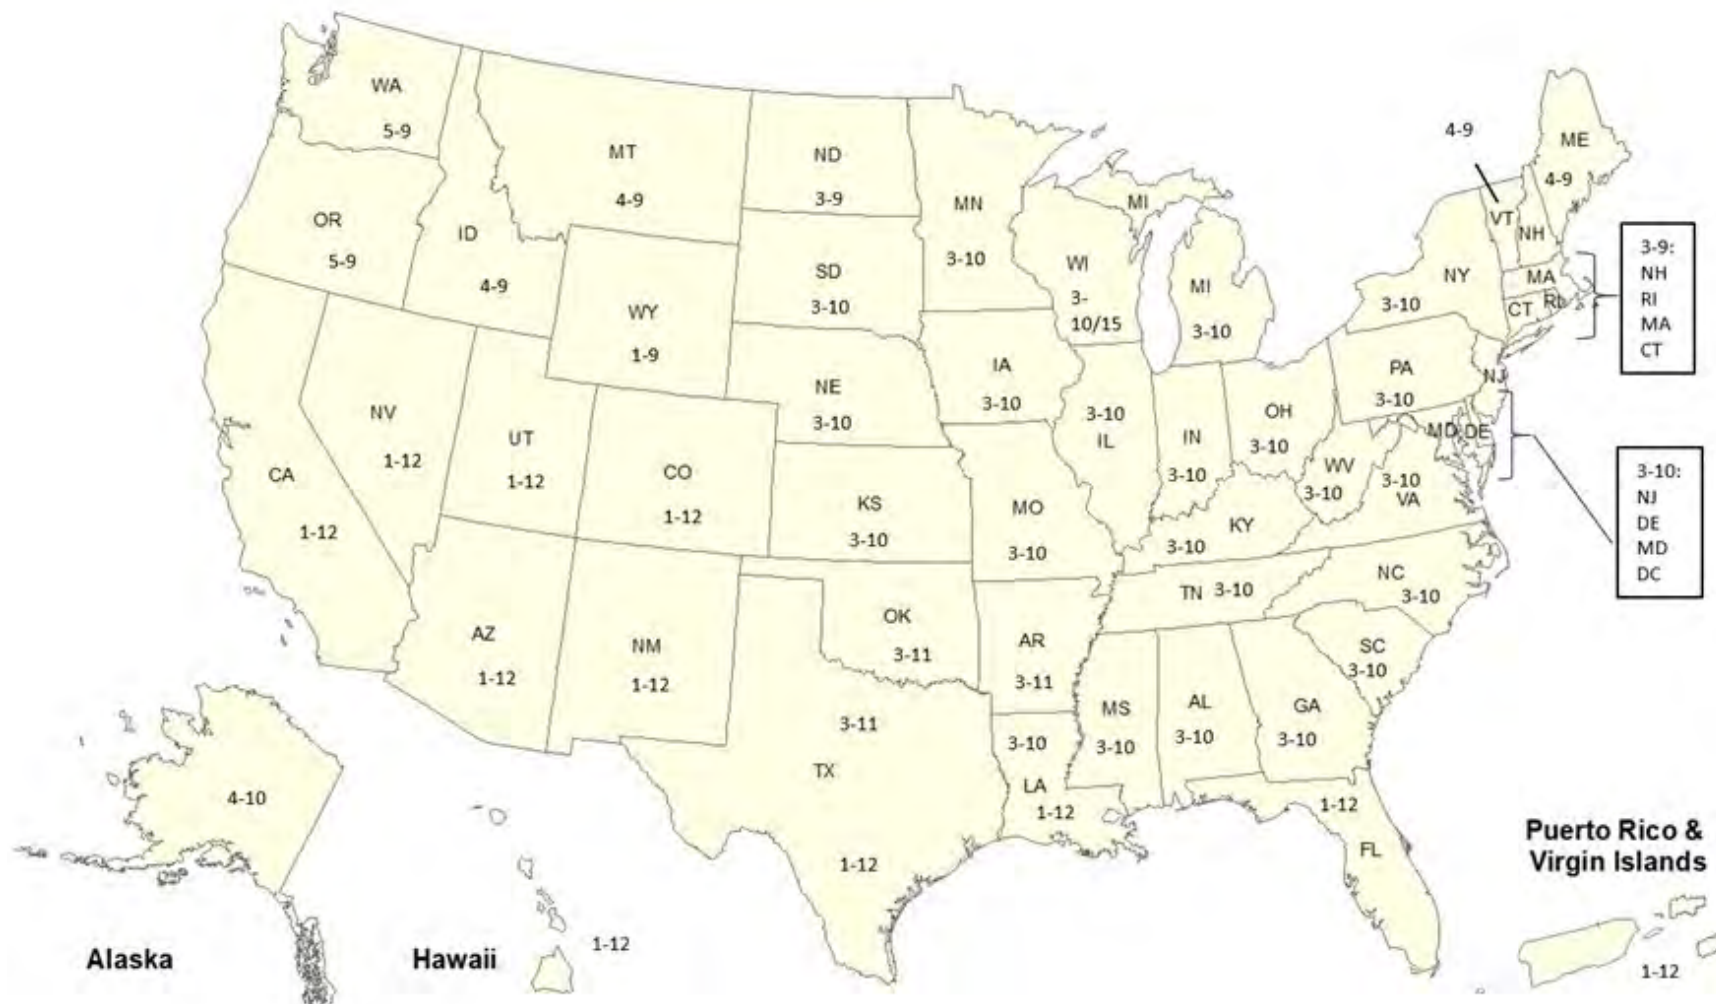 WA
5-9
MT
4-9
ND
3-9
MN
3-10
MI
4-9
ME
4-9
OR
5-9
ID
4-9
SD
3-10
WI
3-
10/15
MI
3-10
NY
3-10
VT
NH
MA
CT
RI
3-9:
NH
RI
MA
CT
WY
1-9
IA
3-10
NE
3-10
PA
3-10
NJ
NV
1-12
UT
1-12
CO
1-12
3-10
IL
IN
3-10
OH
3-10
MD
DE
WV
3-10
3-10
VA
3-10:
NJ
DE
MD
DC
CA
1-12
KS
3-10
MO
3-10
KY
3-10
TN 3-10
NC
3-10
AZ
1-12
NM
1-12
OK
3-11
AR
3-11
SC
3-10
MS
3-10
AL
3-10
GA
3-10
3-11
TX
1-12
3-10
LA
1-12
1-12
FL
4-10
Alaska
Hawaii
1-12
Puerto Rico &
Virgin Islands
1-12